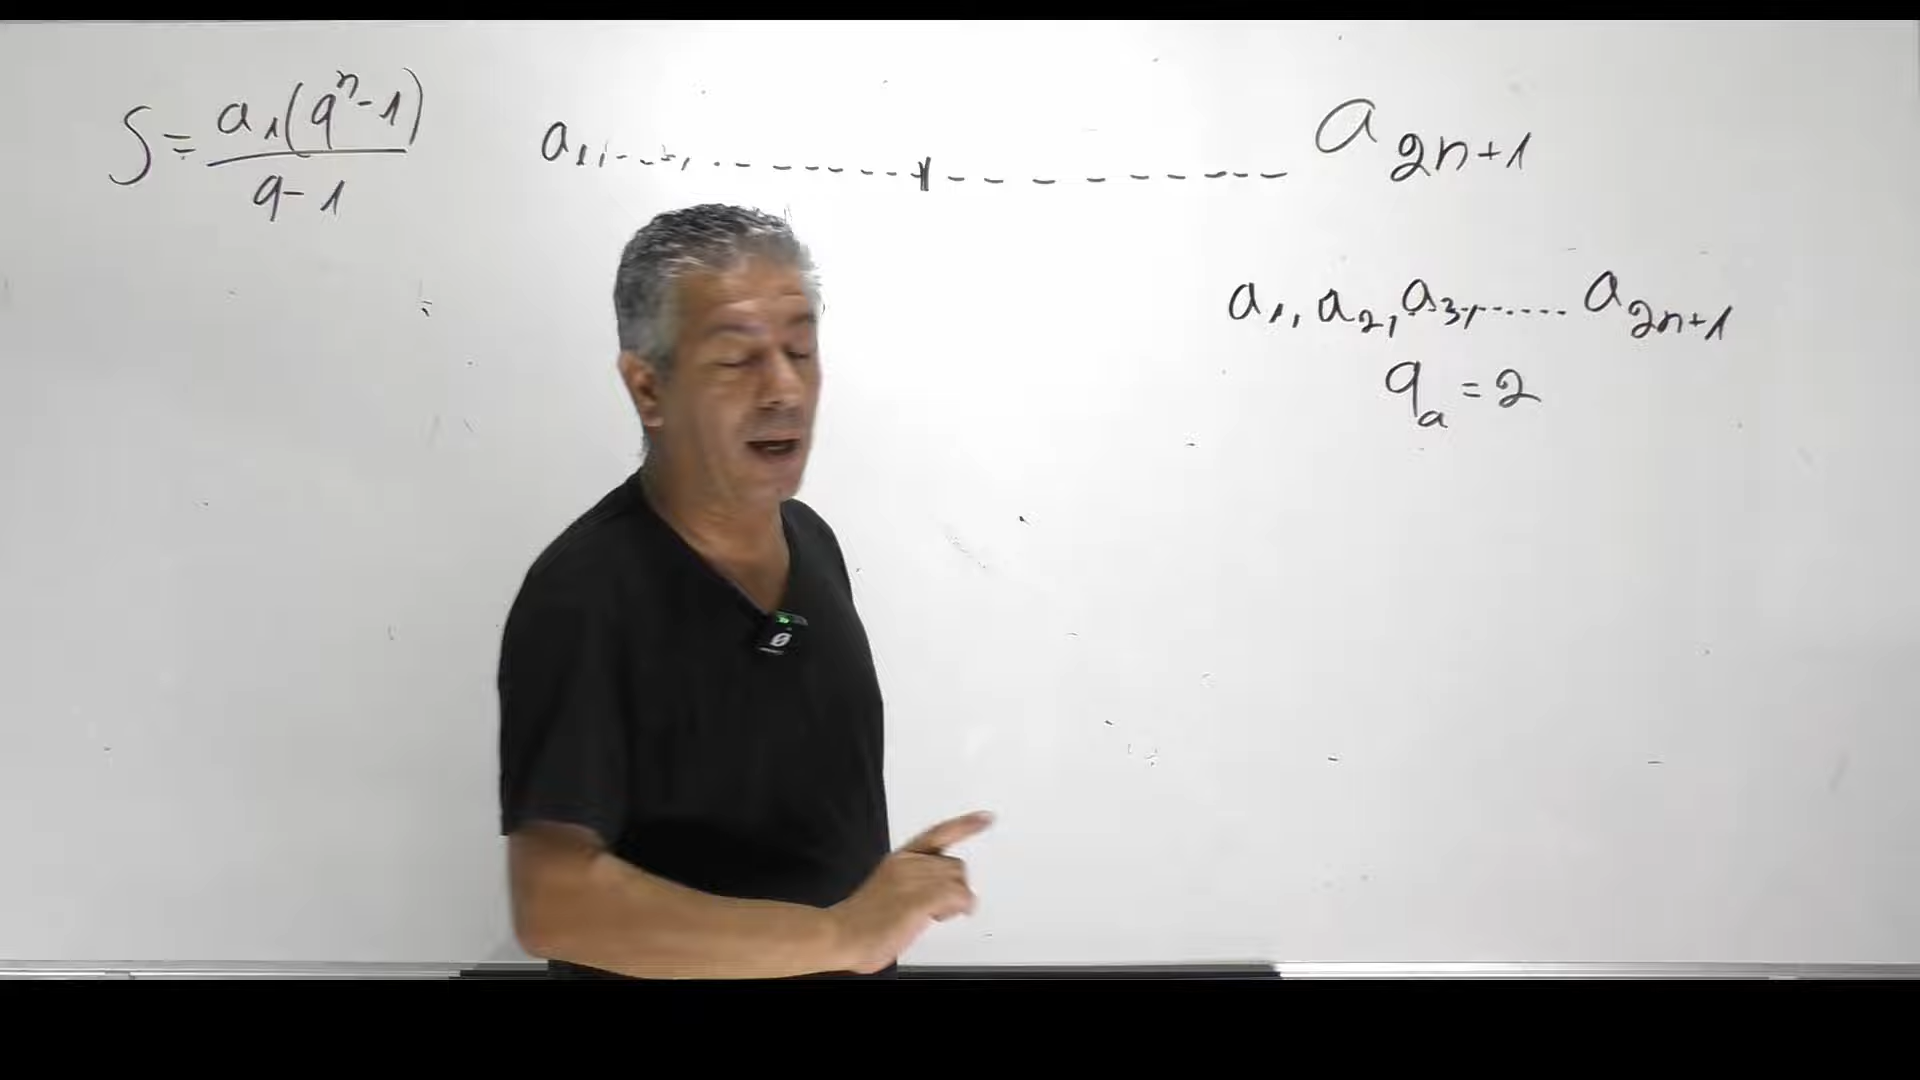 S = a₁(qⁿ-1) / q-1
a₁, - - -, - - - - - - - - - - - - - - - - a₂ₙ₊₁
a₁, a₂, a₃, ....... a₂ₙ₊₁
qₐ = 2